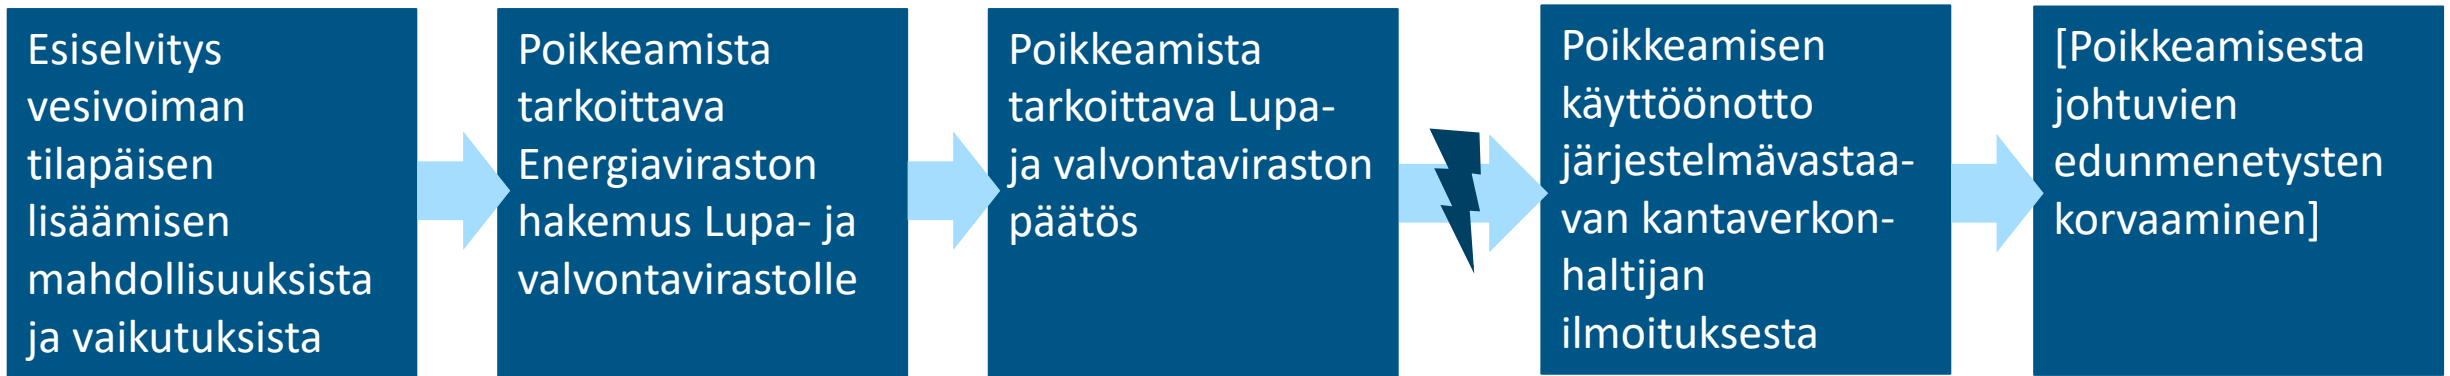 Esiselvitys
vesivoiman
tilapäisen
lisäämisen
mahdollisuuksista
ja vaikutuksista
Poikkeamista
tarkoittava
Energiaviraston
hakemus Lupa- ja
valvontavirastolle
Poikkeamista
tarkoittava Lupa-
ja valvontaviraston
päätös
Poikkeamisen
käyttöönotto
järjestelmävastaa-
van kantaverkon-
haltijan
ilmoituksesta
[Poikkeamisesta
johtuvien
edunmenetysten
korvaaminen]